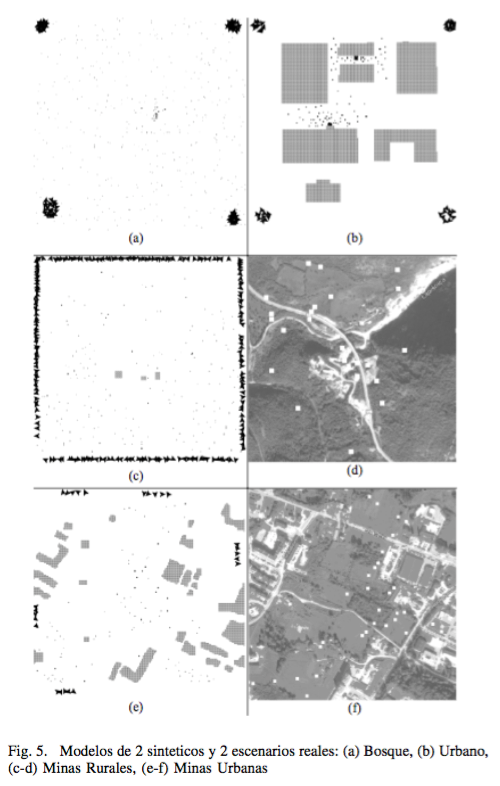 (a)
(b)
(c)
(d)
(e)
(f)
Fig. 5. Modelos de 2 sinteticos y 2 escenarios reales: (a) Bosque, (b) Urbano,
(c-d) Minas Rurales, (e-f) Minas Urbanas